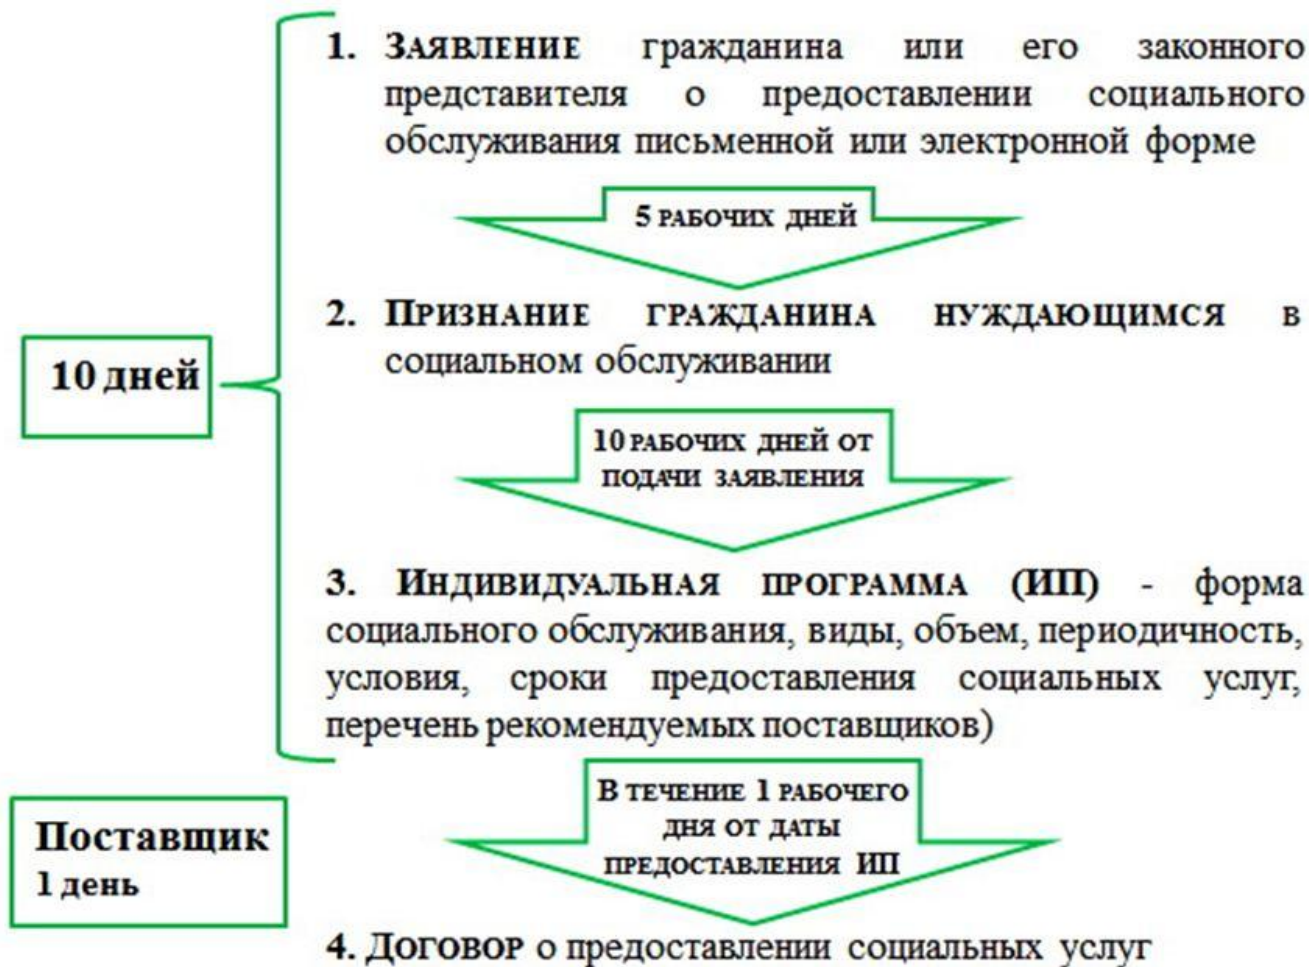 1. ЗАЯВЛЕНИЕ гражданина или его законного
представителя о предоставлении социального
обслуживания письменной или электронной форме
5 РАБОЧИХ ДНЕЙ
2. ПРИЗНАНИЕ ГРАЖДАНИНА НУЖДАЮЩИМСЯ в
социальном обслуживании
10 дней
10 РАБОЧИХ ДНЕЙ ОТ
ПОДАЧИ ЗАЯВЛЕНИЯ
3. ИНДИВИДУАЛЬНАЯ ПРОГРАММА (ИП) - форма
социального обслуживания, виды, объем, периодичность,
условия, сроки предоставления социальных услуг,
перечень рекомендуемых поставщиков)
Поставщик
1 день
В ТЕЧЕНИЕ 1 РАБОЧЕГО
ДНЯ ОТ ДАТЫ
ПРЕДОСТАВЛЕНИЯ ИП
4. ДОГОВОР о предоставлении социальных услуг